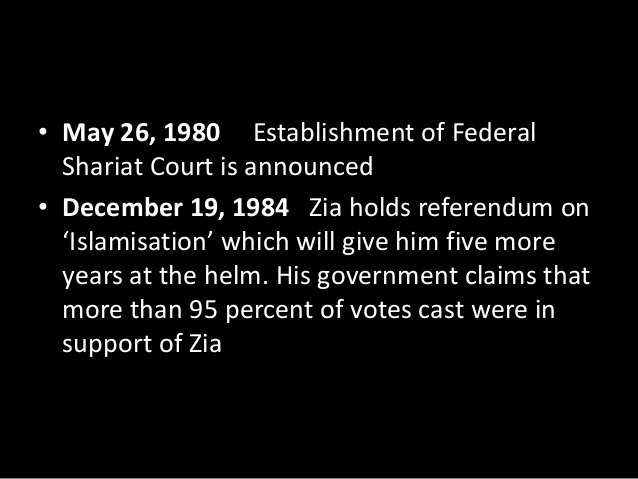 • May 26, 1980 Establishment of Federal
Shariat Court is announced
• December 19, 1984 Zia holds referendum on
‘Islamisation’ which will give him five more
years at the helm. His government claims that
more than 95 percent of votes cast were in
support of Zia